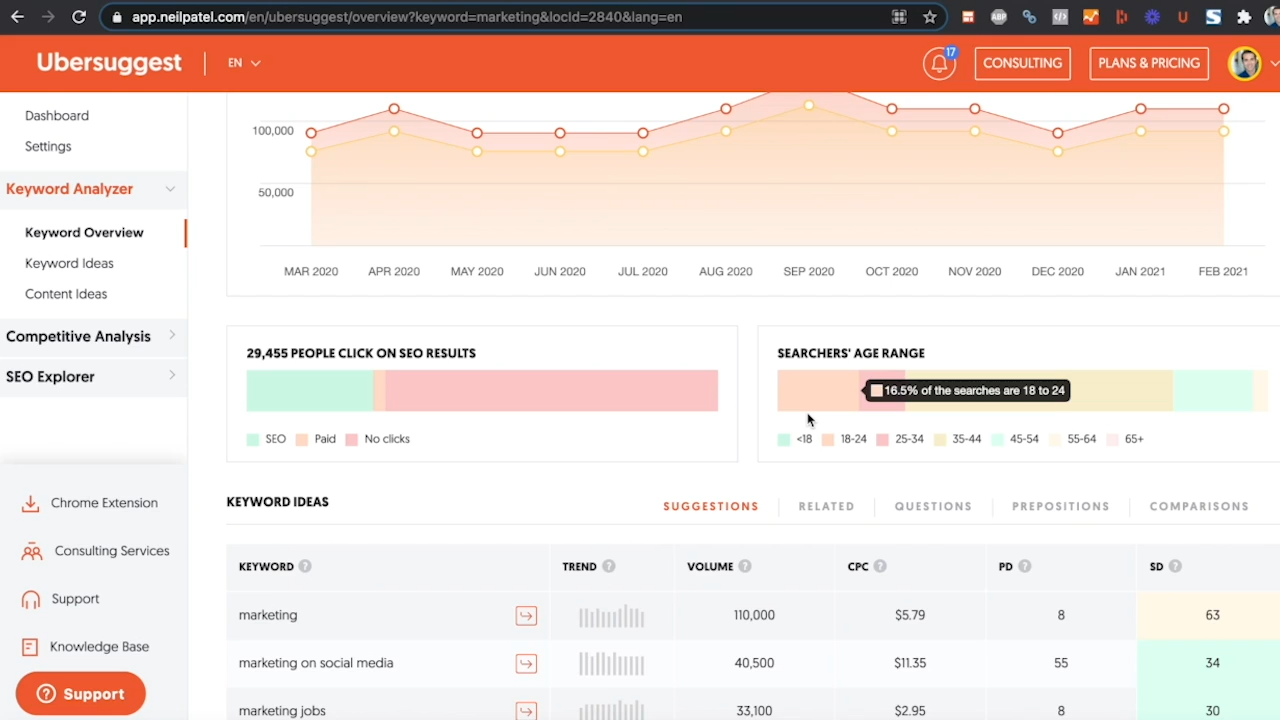 app.neilpatel.com/en/ubersuggest/overview?keyword=marketing&locId=2840&lang=en
ABP
Ubersuggest
EN
17
CONSULTING
PLANS & PRICING
Dashboard
Settings
Keyword Analyzer
Keyword Overview
Keyword Ideas
Content Ideas
Competitive Analysis
SEO Explorer
Chrome Extension
Consulting Services
Support
Knowledge Base
Support
100,000
50,000
MAR 2020 APR 2020 MAY 2020 JUN 2020 JUL 2020 AUG 2020 SEP 2020 OCT 2020 NOV 2020 DEC 2020 JAN 2021 FEB 2021
29,455 PEOPLE CLICK ON SEO RESULTS
SEO Paid No clicks
SEARCHERS' AGE RANGE
16.5% of the searches are 18 to 24
<18 18-24 25-34 35-44 45-54 55-64 65+
KEYWORD IDEAS
SUGGESTIONS RELATED QUESTIONS PREPOSITIONS COMPARISONS
KEYWORD TREND VOLUME CPC PD SD
marketing 110,000 $5.79 8 63
marketing on social media 40,500 $11.35 55 34
marketing jobs 33,100 $2.95 8 30